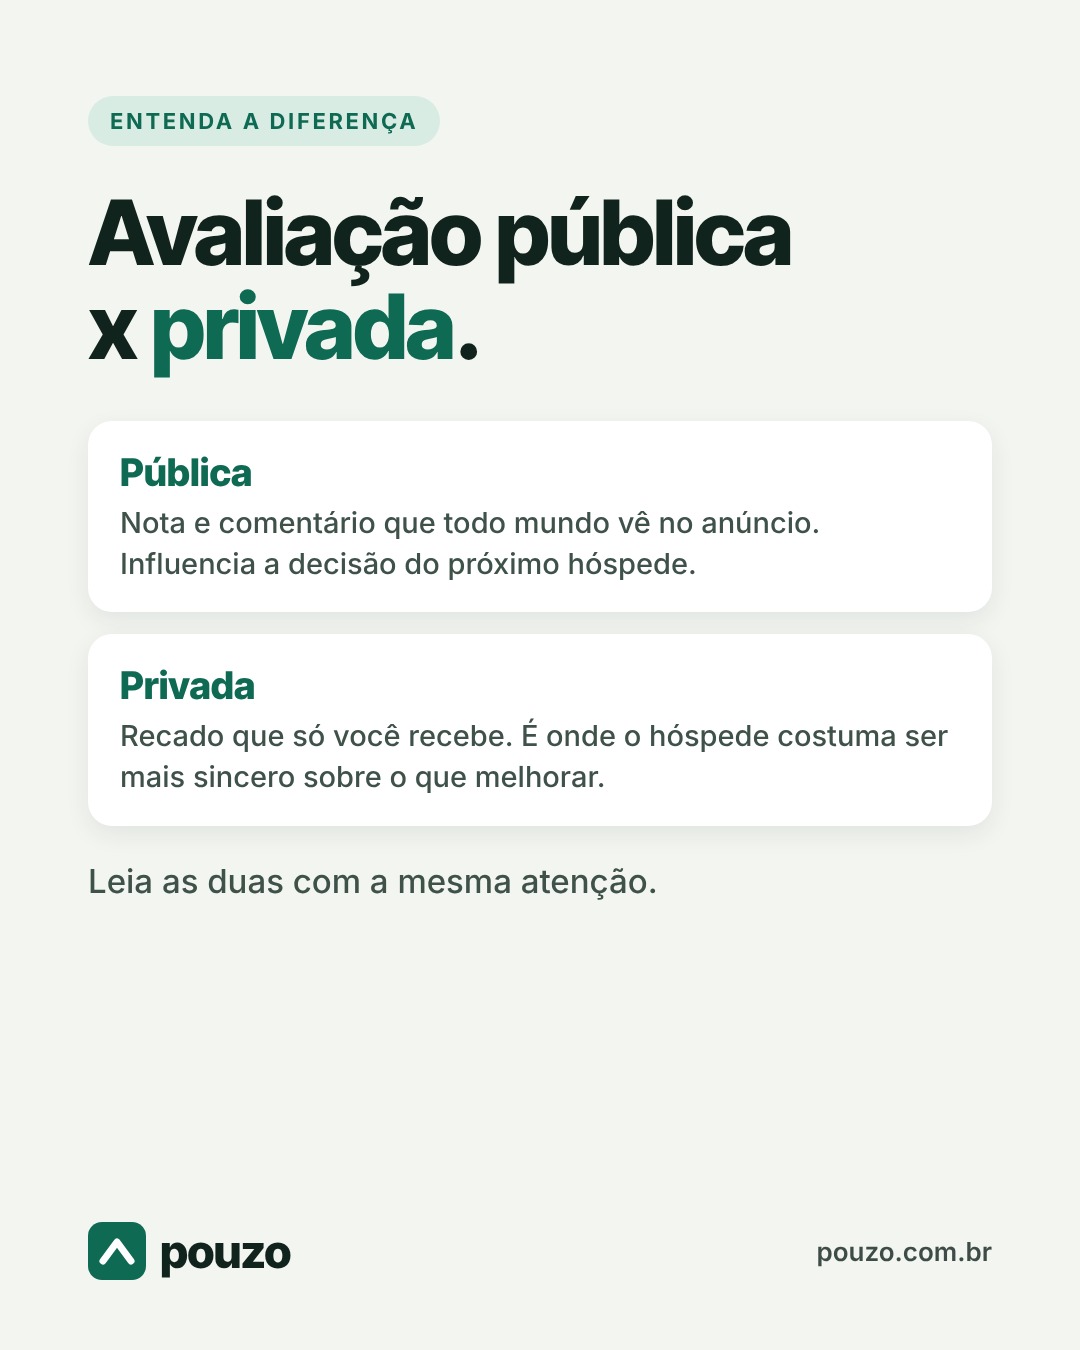 ENTENDA A DIFERENÇA
Avaliação pública
x privada.
Pública
Nota e comentário que todo mundo vê no anúncio.
Influencia a decisão do próximo hóspede.
Privada
Recado que só você recebe. É onde o hóspede costuma ser
mais sincero sobre o que melhorar.
Leia as duas com a mesma atenção.
pouzo
pouzo.com.br